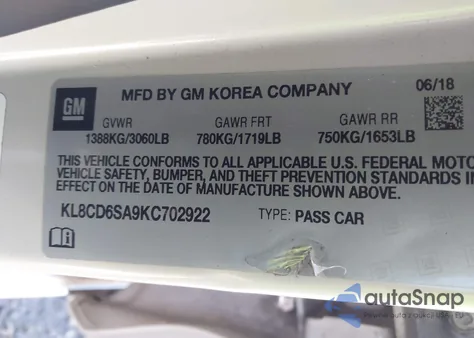 GM
MFD BY GM KOREA COMPANY
06/18
GVWR GAWR FRT GAWR RR
1388KG/3060LB 780KG/1719LB 750KG/1653LB
THIS VEHICLE CONFORMS TO ALL APPLICABLE U.S. FEDERAL MOTO
VEHICLE SAFETY, BUMPER, AND THEFT PREVENTION STANDARDS IN
EFFECT ON THE DATE OF MANUFACTURE SHOWN ABOVE.
KL8CD6SA9KC702922 TYPE: PASS CAR
autoSnap